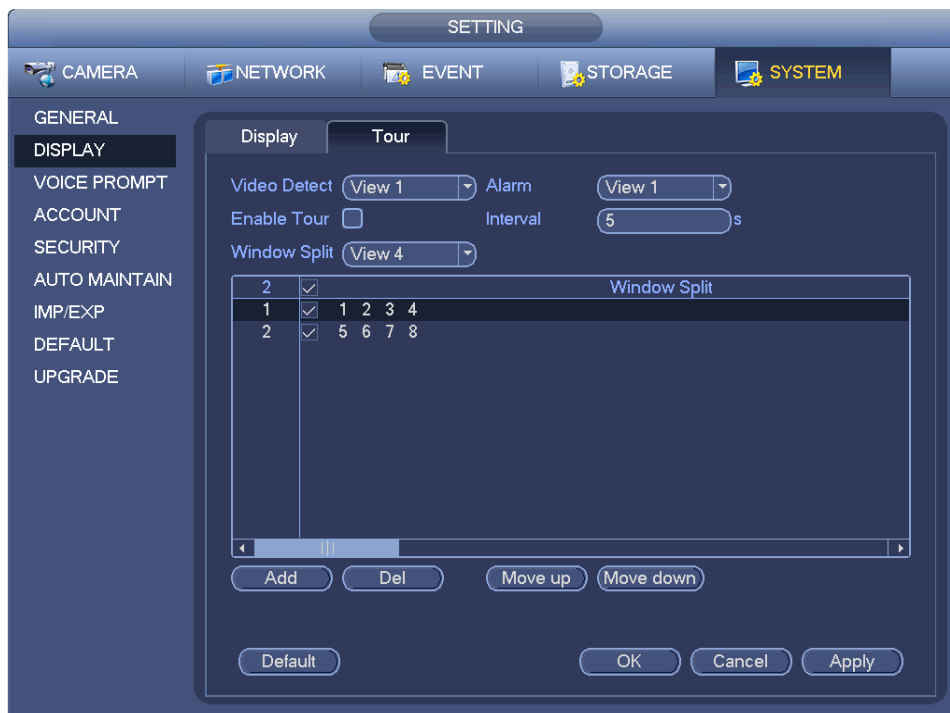 SETTING
CAMERA NETWORK EVENT STORAGE SYSTEM
GENERAL
DISPLAY
VOICE PROMPT
ACCOUNT
SECURITY
AUTO MAINTAIN
IMP/EXP
DEFAULT
UPGRADE
Display Tour
Video Detect View 1 Alarm View 1
Enable Tour Interval 5 s
Window Split View 4
2 Window Split
1 1 2 3 4
2 5 6 7 8
Add Del Move up Move down
Default OK Cancel Apply